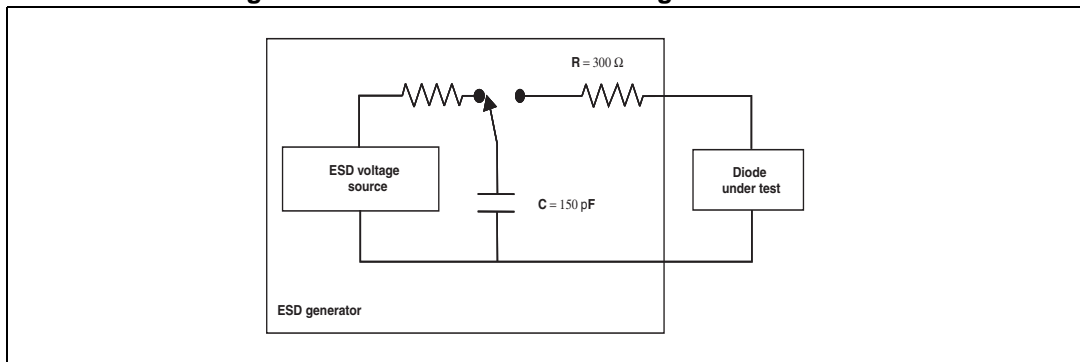 R = 300 Ω
ESD voltage
source
Diode
under test
C = 150 pF
ESD generator